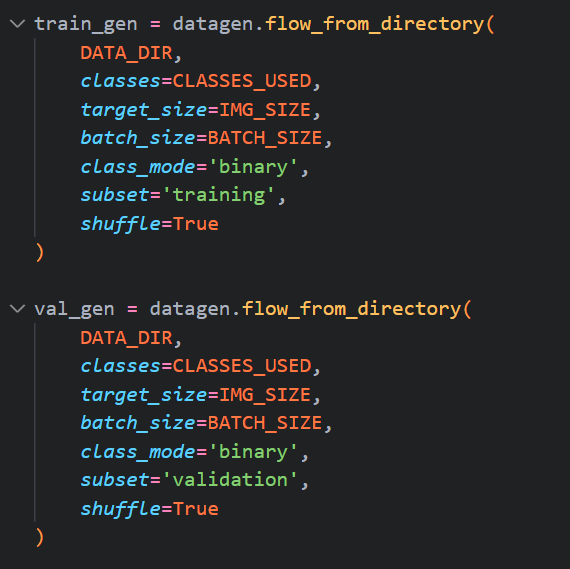 train_gen = datagen.flow_from_directory(
    DATA_DIR,
    classes=CLASSES_USED,
    target_size=IMG_SIZE,
    batch_size=BATCH_SIZE,
    class_mode='binary',
    subset='training',
    shuffle=True
)

val_gen = datagen.flow_from_directory(
    DATA_DIR,
    classes=CLASSES_USED,
    target_size=IMG_SIZE,
    batch_size=BATCH_SIZE,
    class_mode='binary',
    subset='validation',
    shuffle=True
)